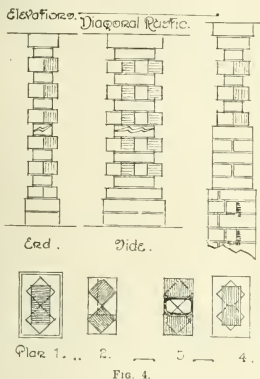 Elevations.
Diagonal Rustic.
End.
Side.
Plan 1. .. 2. — 3 — 4.
Fig. 4.